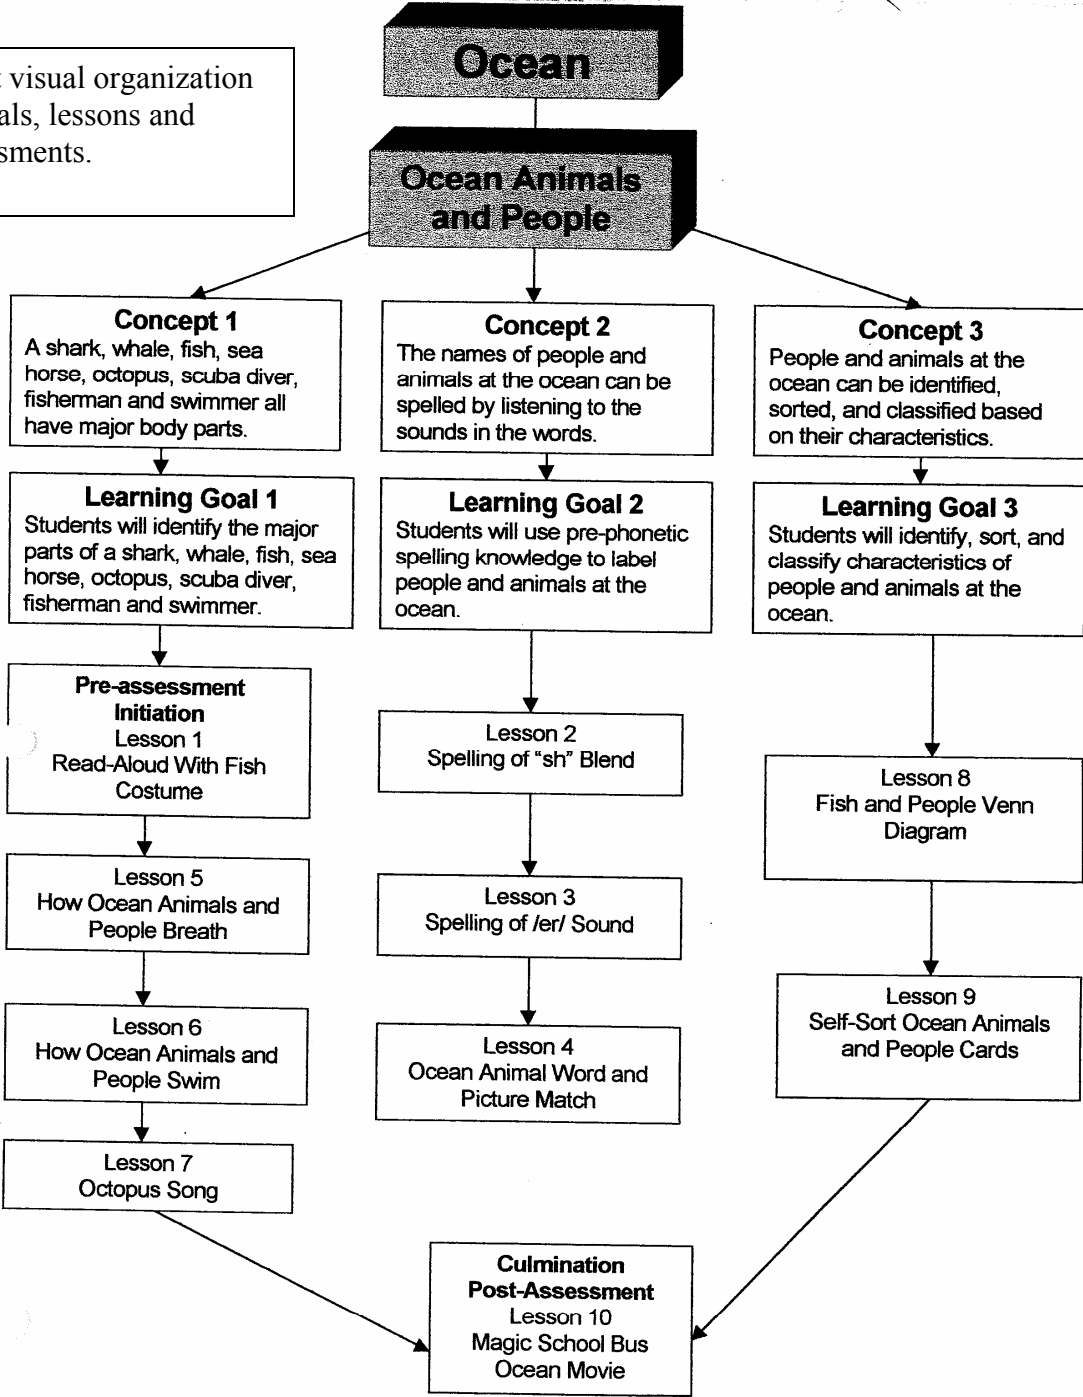 Ocean
visual organization
als, lessons and
sments.
Ocean Animals
and People
Concept 1
A shark, whale, fish, sea
horse, octopus, scuba diver,
fisherman and swimmer all
have major body parts.
Concept 2
The names of people and
animals at the ocean can be
spelled by listening to the
sounds in the words.
Concept 3
People and animals at the
ocean can be identified,
sorted, and classified based
on their characteristics.
Learning Goal 1
Students will identify the major
parts of a shark, whale, fish, sea
horse, octopus, scuba diver,
fisherman and swimmer.
Learning Goal 2
Students will use pre-phonetic
spelling knowledge to label
people and animals at the
ocean.
Learning Goal 3
Students will identify, sort, and
classify characteristics of
people and animals at the
ocean.
Pre-assessment
Initiation
Lesson 1
Read-Aloud With Fish
Costume
Lesson 5
How Ocean Animals and
People Breath
Lesson 6
How Ocean Animals and
People Swim
Lesson 7
Octopus Song
Lesson 2
Spelling of “sh” Blend
Lesson 3
Spelling of /er/ Sound
Lesson 4
Ocean Animal Word and
Picture Match
Lesson 8
Fish and People Venn
Diagram
Lesson 9
Self-Sort Ocean Animals
and People Cards
Culmination
Post-Assessment
Lesson 10
Magic School Bus
Ocean Movie